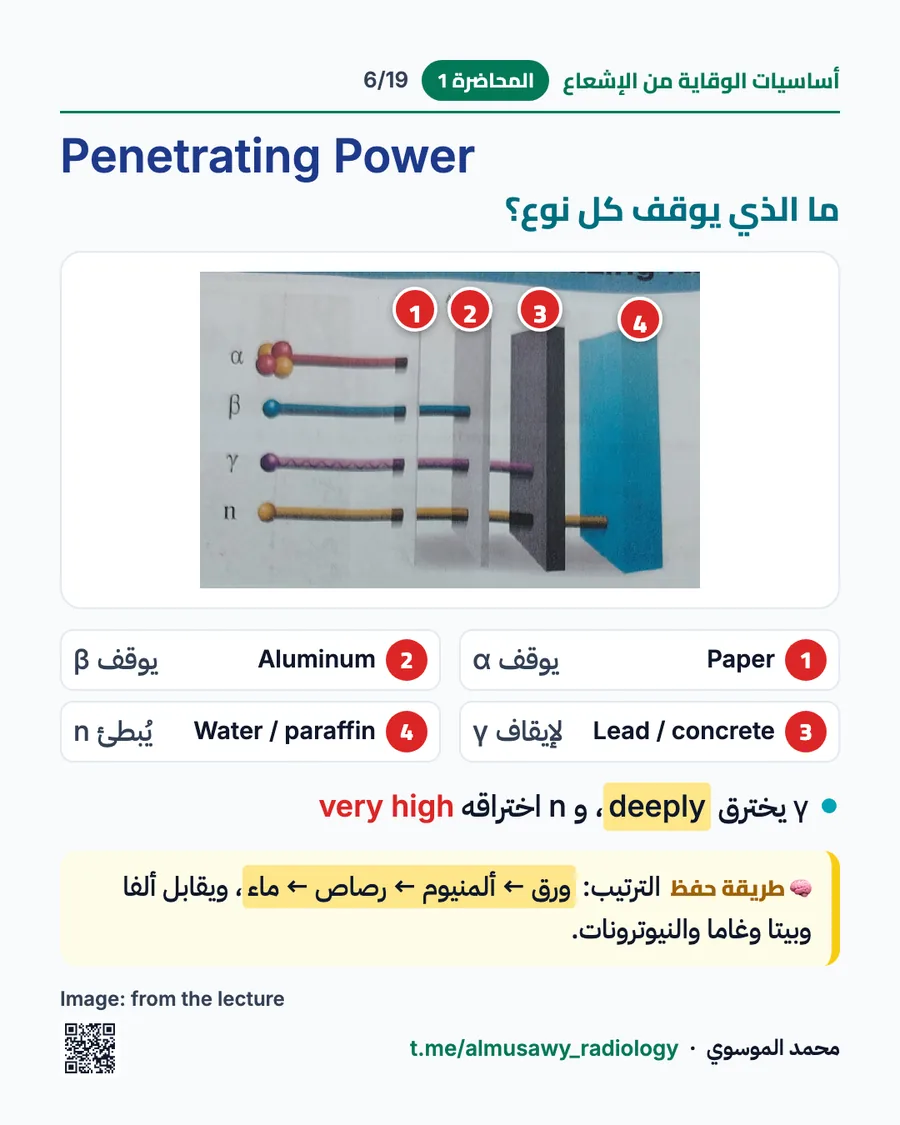 أساسيات الوقاية من الإشعاع المحاضرة 1 6/19
Penetrating Power
ما الذي يوقف كل نوع؟
1 2 3 4
α
β
γ
n
1 Paper يوقف α
2 Aluminum يوقف β
3 Lead / concrete لإيقاف γ
4 Water / paraffin يُبطئ n
γ يخترق deeply، و n اختراقه very high
🧠 طريقة حفظ الترتيب: ورق ← ألمنيوم ← رصاص ← ماء، ويقابل ألفا
وبيتا وغاما والنيوترونات.
Image: from the lecture
محمد الموسوي · t.me/almusawy_radiology